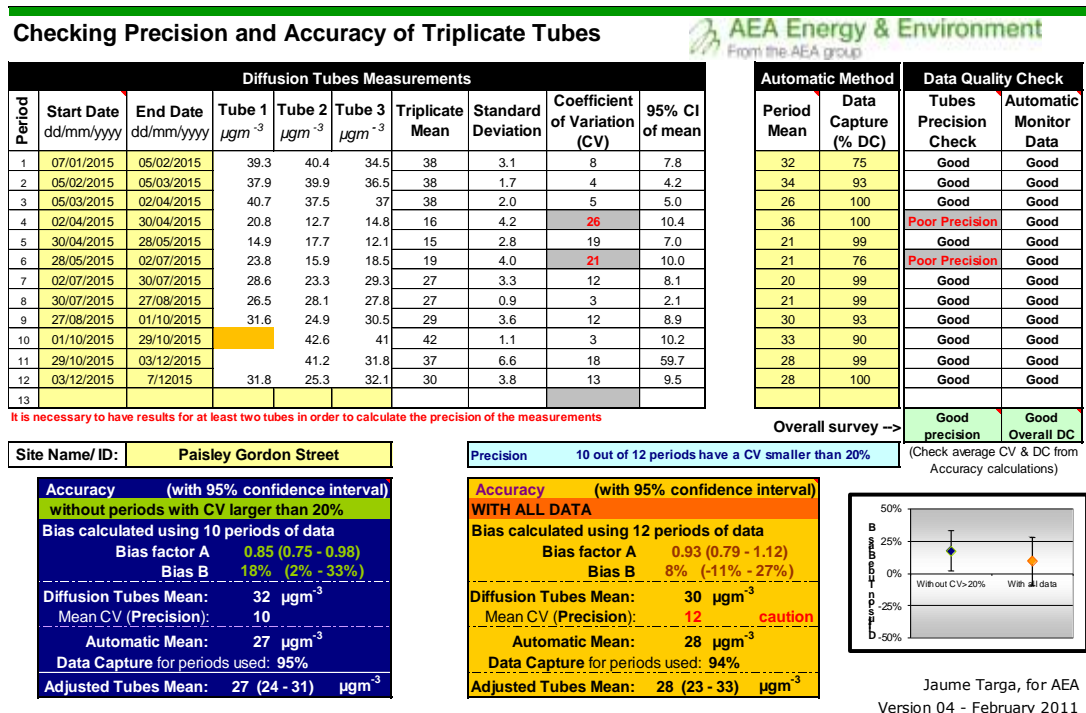 Checking Precision and Accuracy of Triplicate Tubes
AEA Energy & Environment
From the AEA group
Diffusion Tubes Measurements
Automatic Method
Data Quality Check
Period Start Date dd/mm/yyyy End Date dd/mm/yyyy Tube 1 µgm-3 Tube 2 µgm-3 Tube 3 µgm-3 Triplicate Mean Standard Deviation Coefficient of Variation (CV) 95% CI of mean Period Mean Data Capture (% DC) Tubes Precision Check Automatic Monitor Data
1 07/01/2015 05/02/2015 39.3 40.4 34.5 38 3.1 8 7.8 32 75 Good Good
2 05/02/2015 05/03/2015 37.9 39.9 36.5 38 1.7 4 4.2 34 93 Good Good
3 05/03/2015 02/04/2015 40.7 37.5 37 38 2.0 5 5.0 26 100 Good Good
4 02/04/2015 30/04/2015 20.8 12.7 14.8 16 4.2 26 10.4 36 100 Poor Precision Good
5 30/04/2015 28/05/2015 14.9 17.7 12.1 15 2.8 19 7.0 21 99 Good Good
6 28/05/2015 02/07/2015 23.8 15.9 18.5 19 4.0 21 10.0 21 76 Poor Precision Good
7 02/07/2015 30/07/2015 28.6 23.3 29.3 27 3.3 12 8.1 20 99 Good Good
8 30/07/2015 27/08/2015 26.5 28.1 27.8 27 0.9 3 2.1 21 99 Good Good
9 27/08/2015 01/10/2015 31.6 24.9 30.5 29 3.6 12 8.9 30 93 Good Good
10 01/10/2015 29/10/2015 42.6 41 42 1.1 3 10.2 33 90 Good Good
11 29/10/2015 03/12/2015 41.2 31.8 37 6.6 18 59.7 28 99 Good Good
12 03/12/2015 7/12015 31.8 25.3 32.1 30 3.8 13 9.5 28 100 Good Good
13
It is necessary to have results for at least two tubes in order to calculate the precision of the measurements
Overall survey -->
Good precision
Good Overall DC
Site Name/ ID: Paisley Gordon Street
Precision 10 out of 12 periods have a CV smaller than 20%
(Check average CV & DC from
Accuracy calculations)
Accuracy (with 95% confidence interval)
without periods with CV larger than 20%
Bias calculated using 10 periods of data
Bias factor A 0.85 (0.75 - 0.98)
Bias B 18% (2% - 33%)
Diffusion Tubes Mean: 32 µgm-3
Mean CV (Precision): 10
Automatic Mean: 27 µgm-3
Data Capture for periods used: 95%
Adjusted Tubes Mean: 27 (24 - 31) µgm-3
Accuracy (with 95% confidence interval)
WITH ALL DATA
Bias calculated using 12 periods of data
Bias factor A 0.93 (0.79 - 1.12)
Bias B 8% (-11% - 27%)
Diffusion Tubes Mean: 30 µgm-3
Mean CV (Precision): 12 caution
Automatic Mean: 28 µgm-3
Data Capture for periods used: 94%
Adjusted Tubes Mean: 28 (23 - 33) µgm-3
50%
25%
0%
-25%
-50%
Without CV>20%
With all data
Jaume Targa, for AEA
Version 04 - February 2011